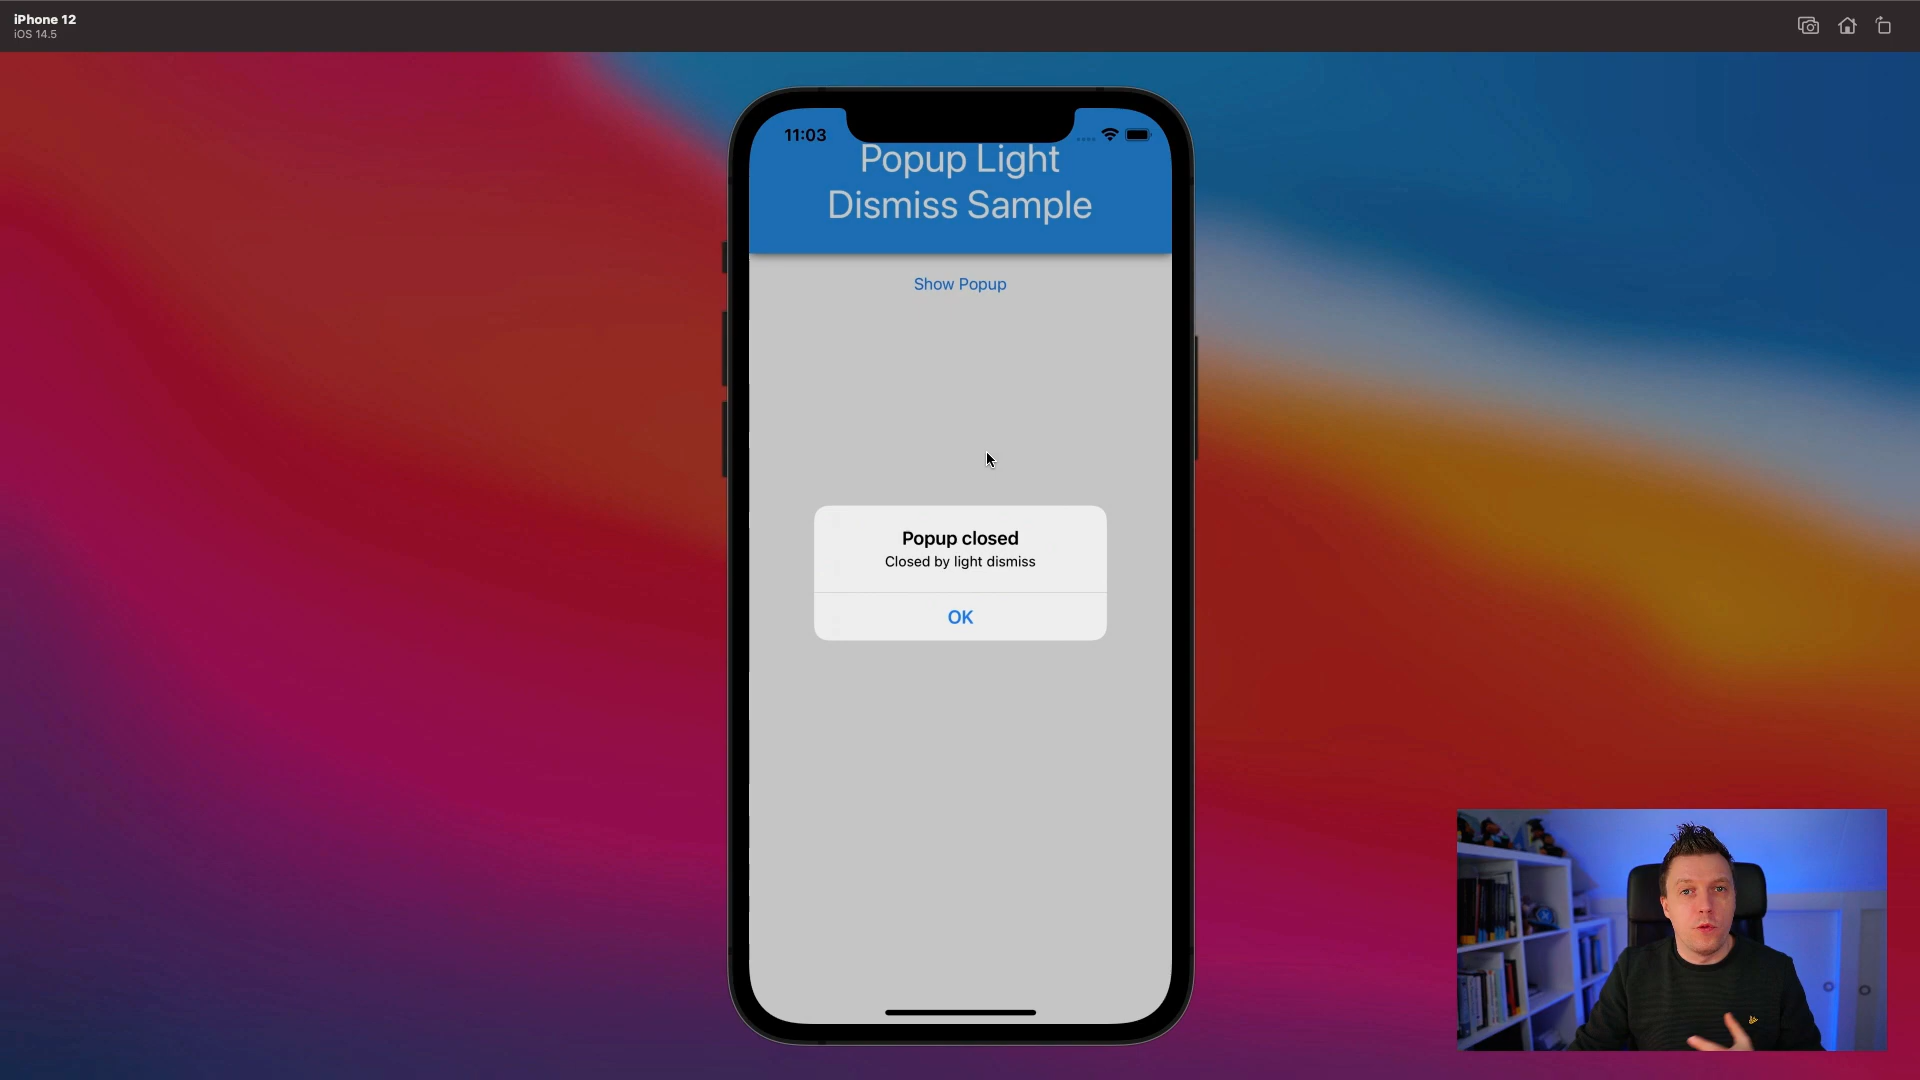 iPhone 12
iOS 14.5
11:03
Popup Light
Dismiss Sample
Show Popup
Popup closed
Closed by light dismiss
OK